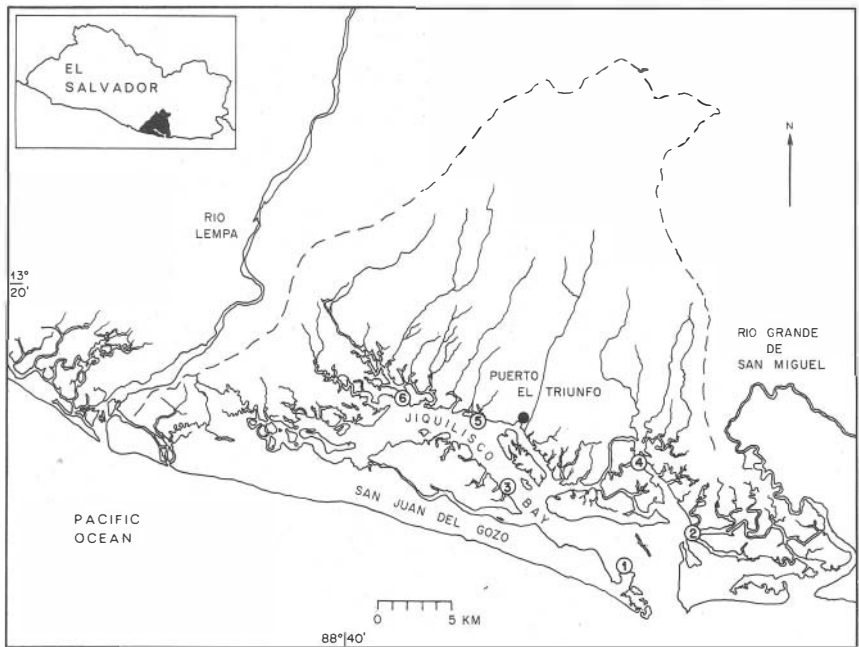 EL
SALVADOR
N
RIO
LEMPA
13°
20'
RIO GRANDE
DE
SAN MIGUEL
PUERTO
EL TRIUNFO
6
5
JIQUILISCO
BAY
4
3
2
1
SAN JUAN DEL GOZO
PACIFIC
OCEAN
0 5 KM
88° 40'